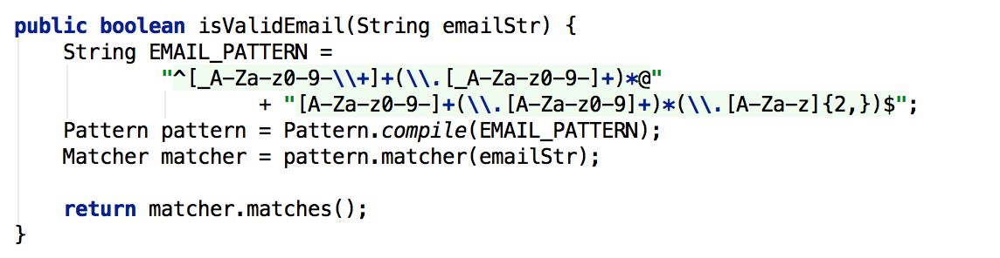 public boolean isValidEmail(String emailStr) {
    String EMAIL_PATTERN =
            "^[_A-Za-z0-9-\\+]+(\\.[_A-Za-z0-9-]+)*@"
                    + "[A-Za-z0-9-]+(\\.[A-Za-z0-9]+)*(\\.[A-Za-z]{2,})$";
    Pattern pattern = Pattern.compile(EMAIL_PATTERN);
    Matcher matcher = pattern.matcher(emailStr);

    return matcher.matches();
}